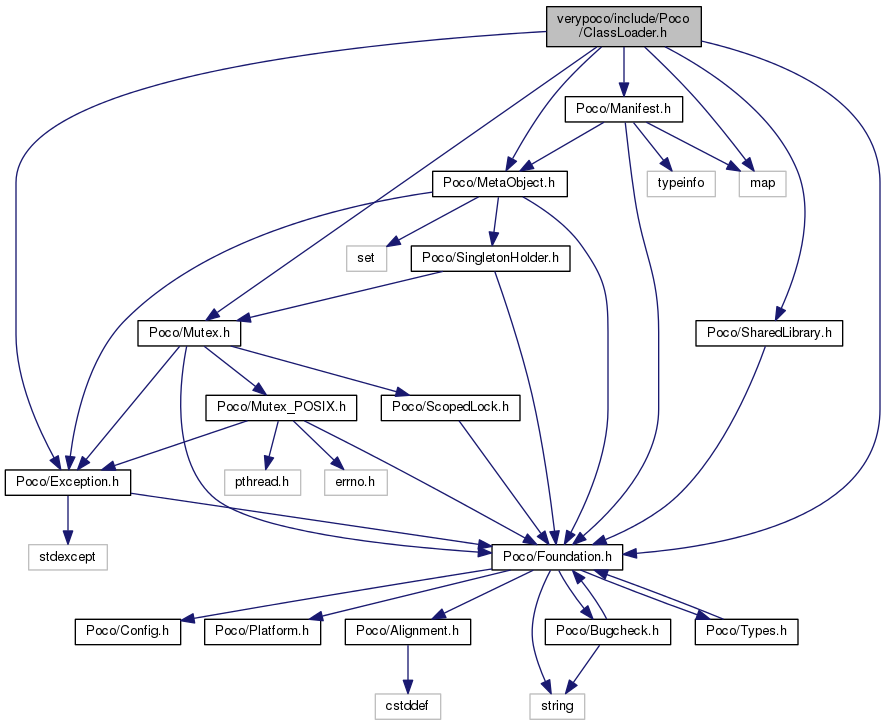 verypoco/include/Poco
/ClassLoader.h
Poco/Manifest.h
Poco/MetaObject.h
typeinfo
map
set
Poco/SingletonHolder.h
Poco/Mutex.h
Poco/SharedLibrary.h
Poco/Mutex_POSIX.h
Poco/ScopedLock.h
Poco/Exception.h
pthread.h
errno.h
stdexcept
Poco/Foundation.h
Poco/Config.h
Poco/Platform.h
Poco/Alignment.h
Poco/Bugcheck.h
Poco/Types.h
cstddef
string